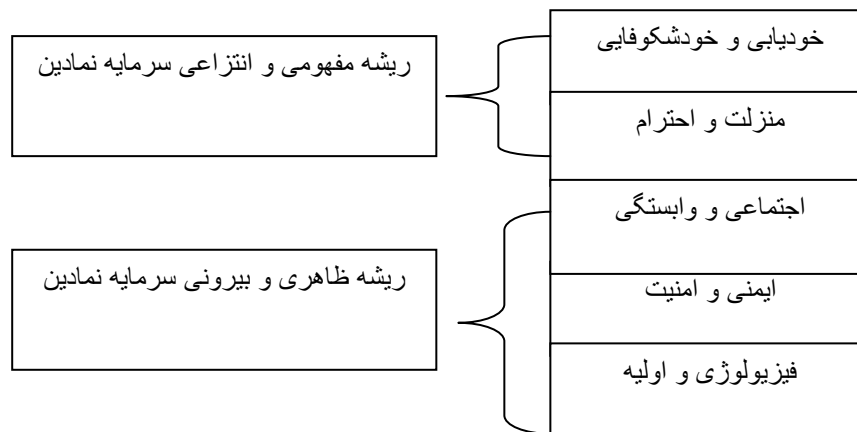 خودیابی و خودشکوفایی
ریشه مفهومی و انتزاعی سرمایه نمادین
منزلت و احترام
اجتماعی و وابستگی
ریشه ظاهری و بیرونی سرمایه نمادین
ایمنی و امنیت
فیزیولوژی و اولیه